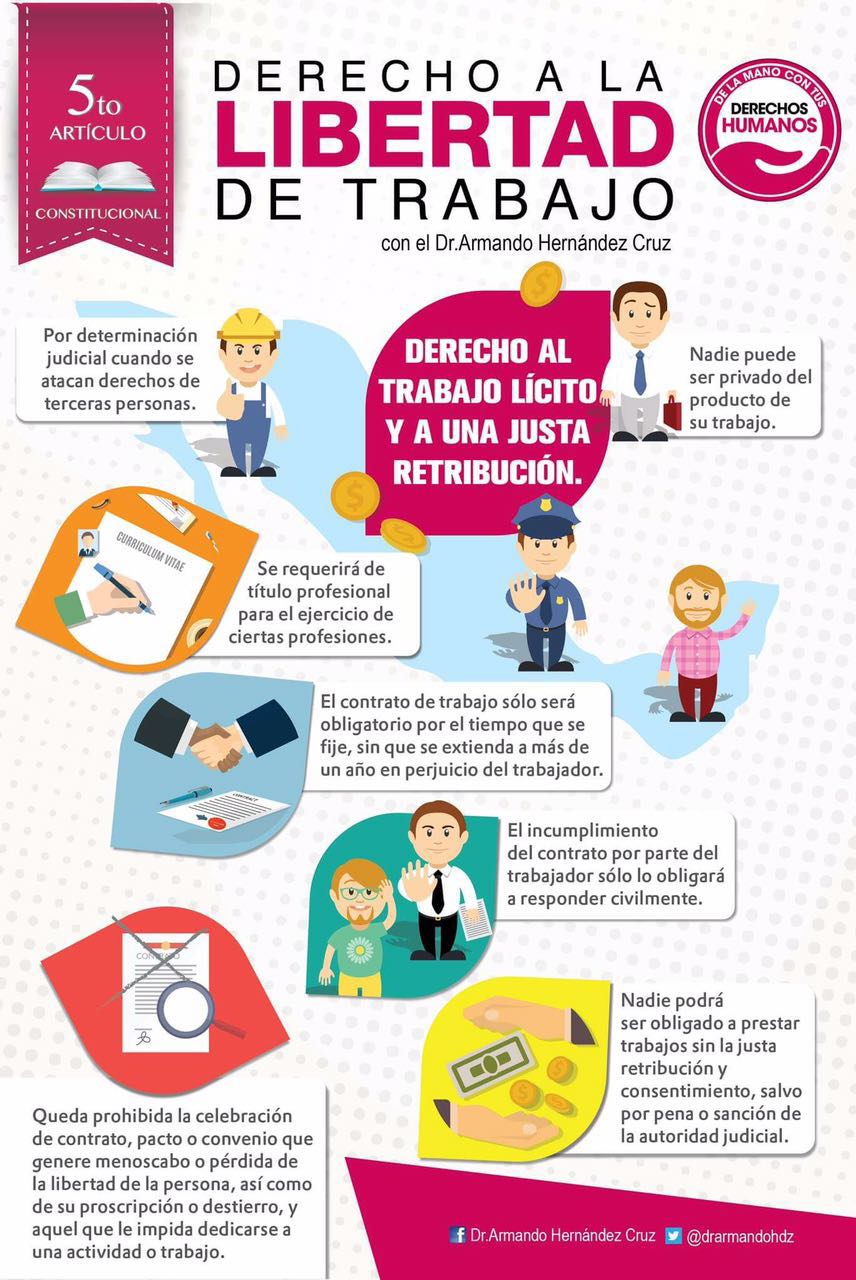 5to
ARTÍCULO
CONSTITUCIONAL
DERECHO A LA
LIBERTAD
DE TRABAJO
con el Dr.Armando Hernández Cruz
DE LA MANO CON TUS
DERECHOS
HUMANOS
Por determinación
judicial cuando se
atacan derechos de
terceras personas.
DERECHO AL
TRABAJO LÍCITO
Y A UNA JUSTA
RETRIBUCIÓN.
Nadie puede
ser privado del
producto de
su trabajo.
CURRICULUM VITAE
Se requerirá de
título profesional
para el ejercicio de
ciertas profesiones.
El contrato de trabajo sólo será
obligatorio por el tiempo que se
fije, sin que se extienda a más de
un año en perjuicio del trabajador.
CONTRACT
El incumplimiento
del contrato por parte del
trabajador sólo lo obligará
a responder civilmente.
CONTRATO
Nadie podrá
ser obligado a prestar
trabajos sin la justa
retribución y
consentimiento, salvo
por pena o sanción de
la autoridad judicial.
Queda prohibida la celebración
de contrato, pacto o convenio que
genere menoscabo o pérdida de
la libertad de la persona, así como
de su proscripción o destierro, y
aquel que le impida dedicarse a
una actividad o trabajo.
Dr.Armando Hernández Cruz @drarmandohdz